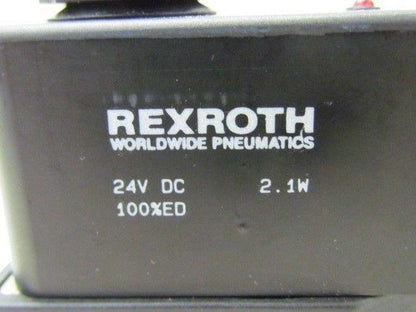 REXROTH
WORLDWIDE PNEUMATICS
24V DC 2.1W
100%ED